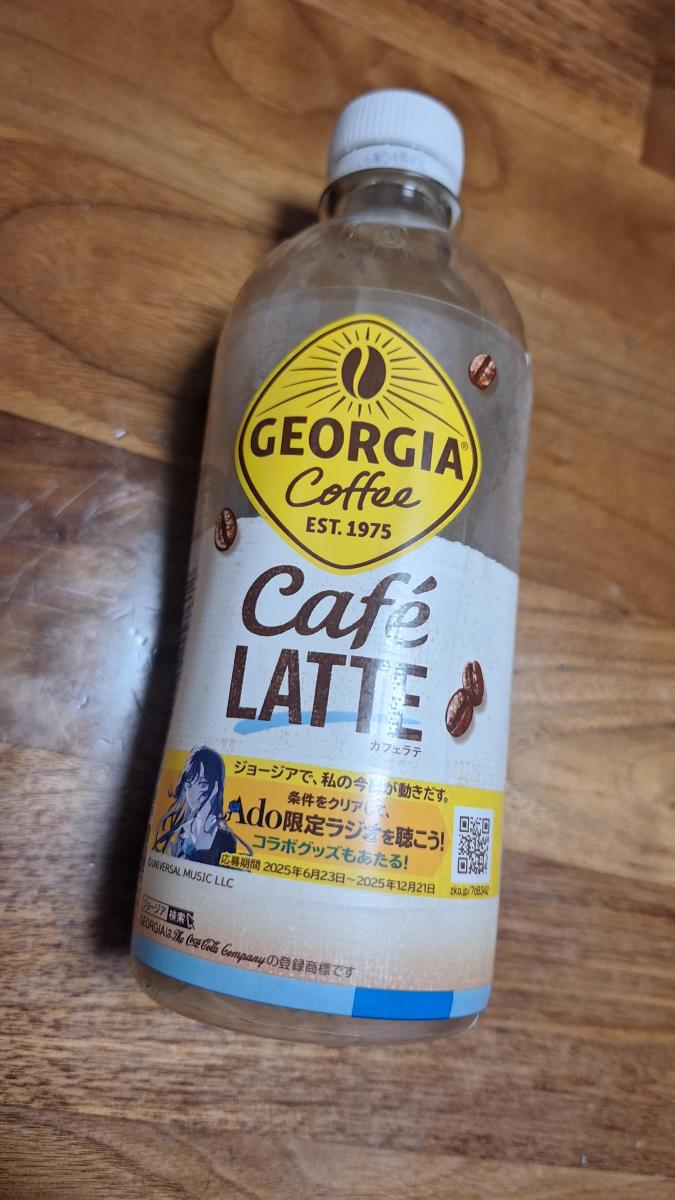 GEORGIA®
Coffee
EST. 1975
Café
LATTE
カフェラテ
ジョージアで、私の今日が動きだす。
条件をクリアして、
Ado限定ラジオを聴こう!
コラボグッズもあたる!
応募期間 2025年6月23日~2025年12月21日
zko.jp/7d8342
©UNIVERSAL MUSIC LLC
ジョージア 検索
GEORGIAはThe Coca-Cola Companyの登録商標です